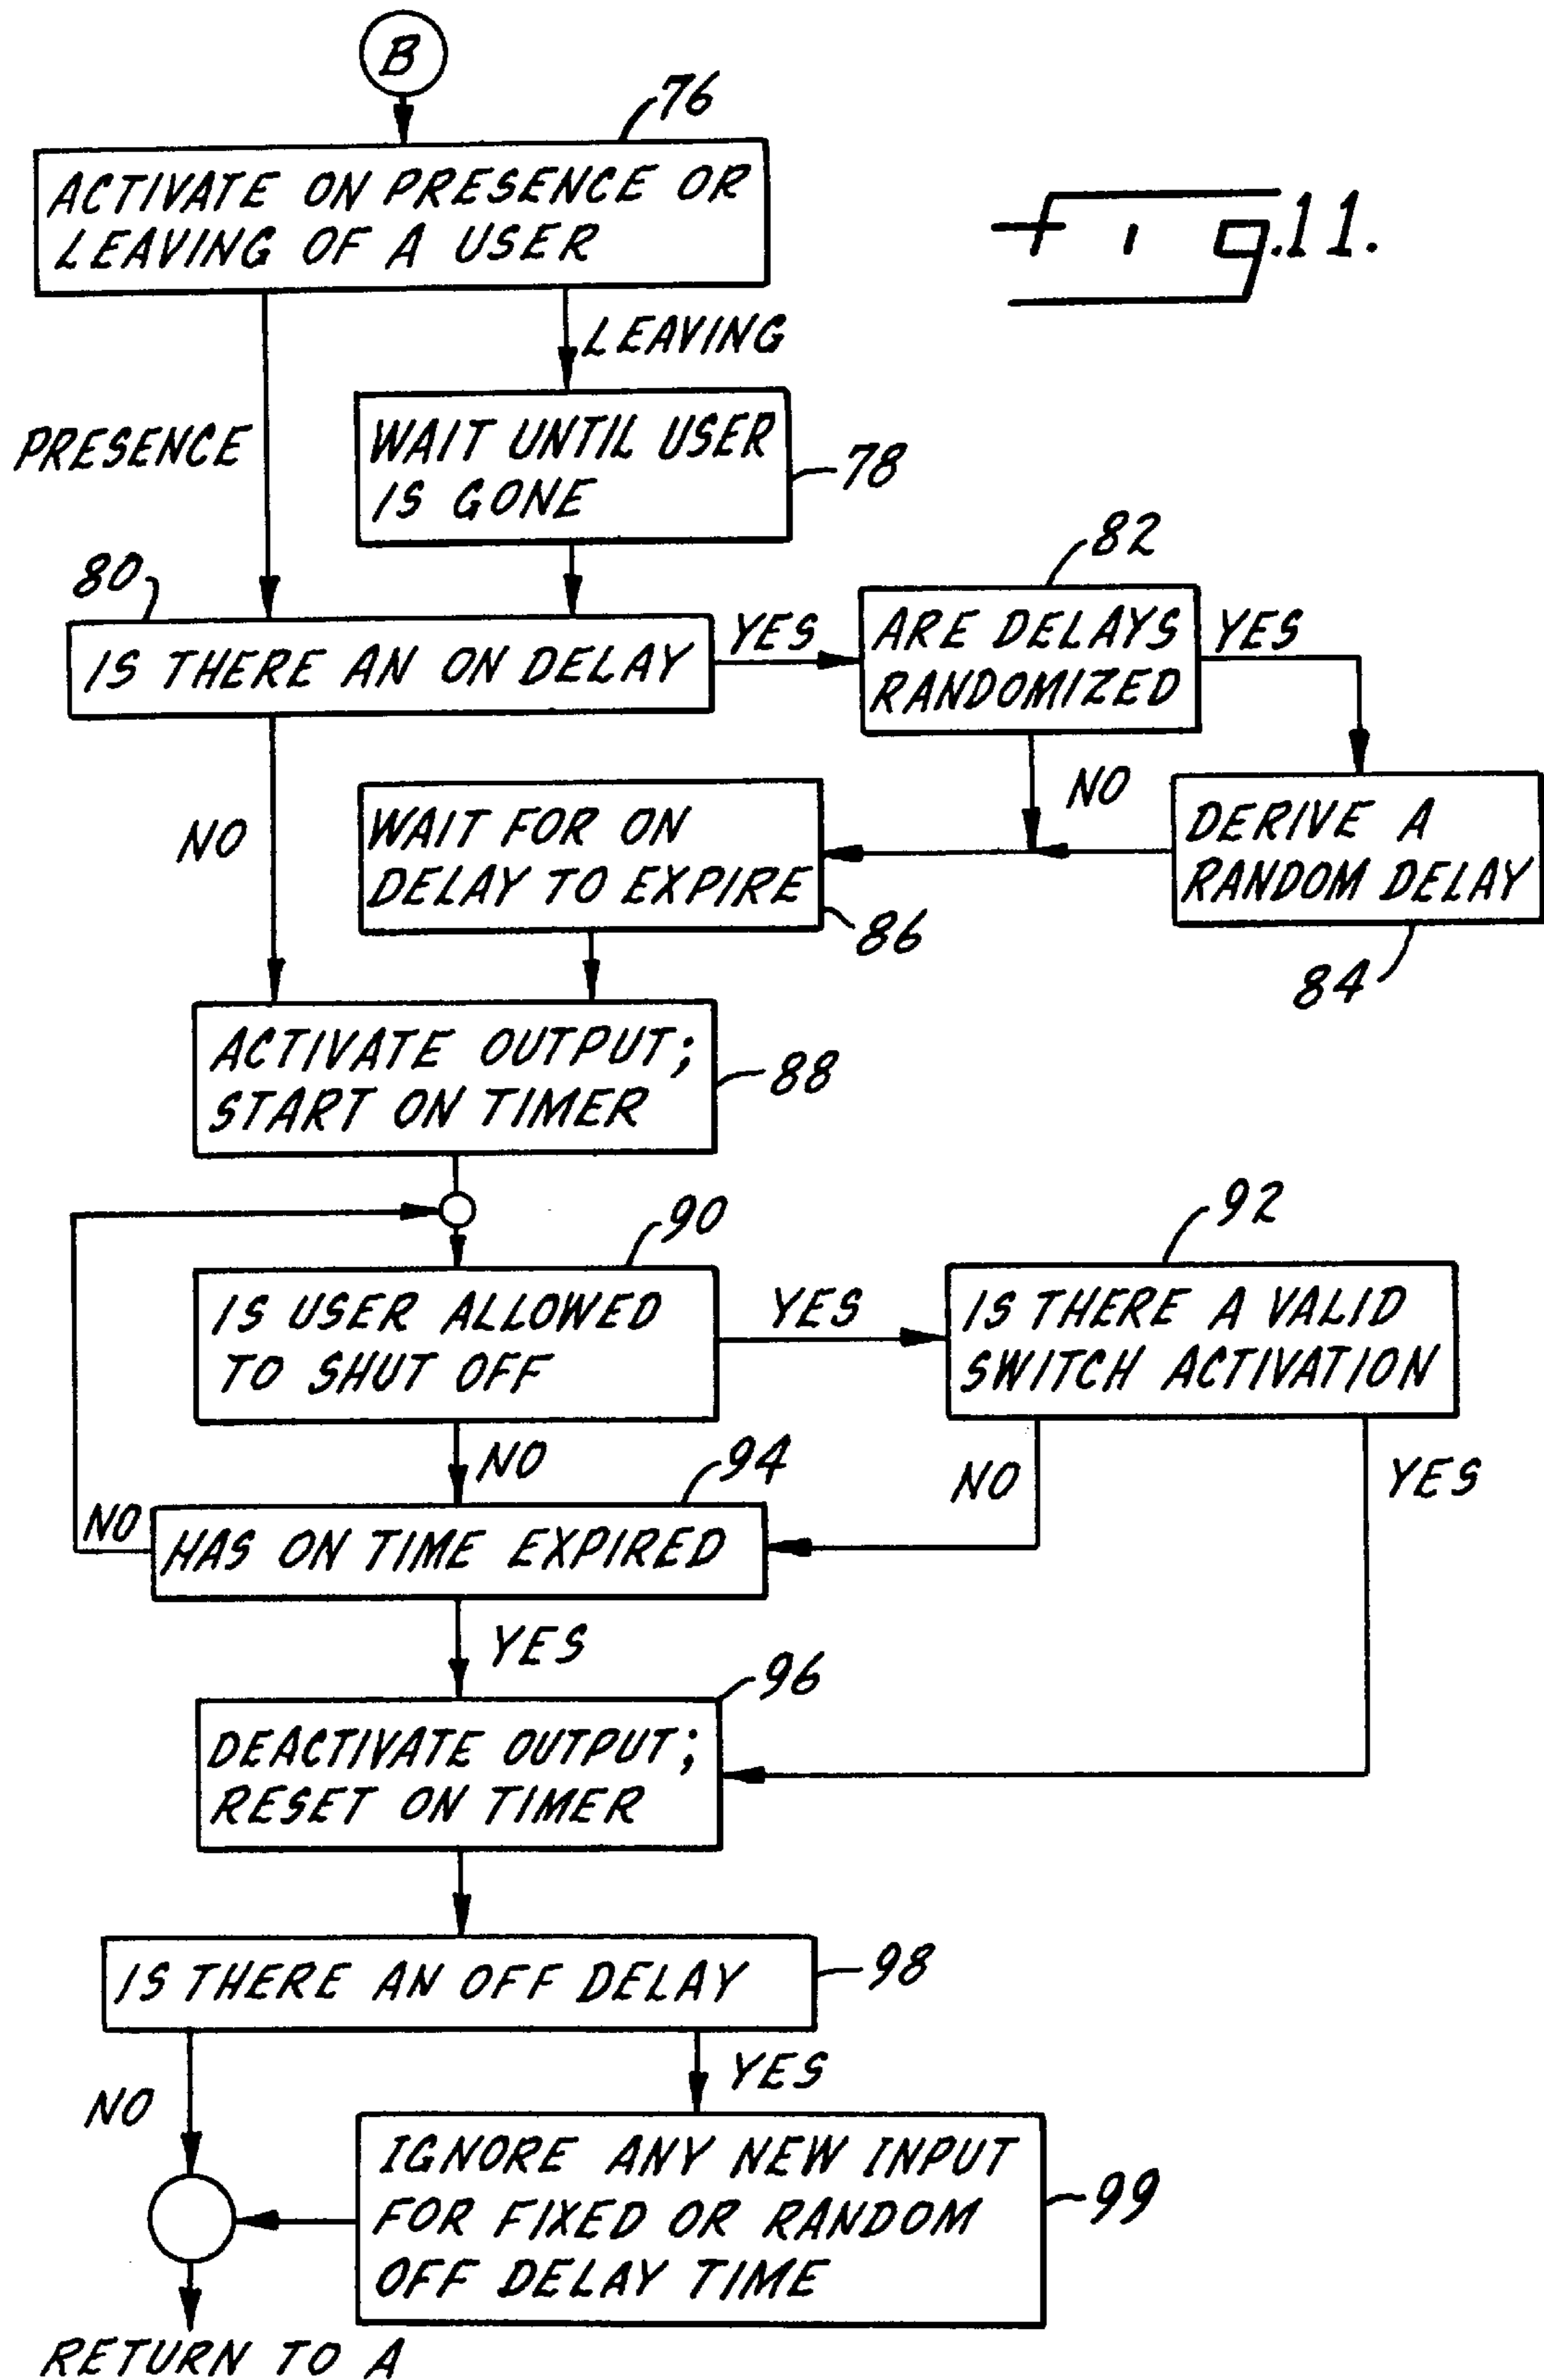 B
76
ACTIVATE ON PRESENCE OR
LEAVING OF A USER
Fig.11.
LEAVING
PRESENCE
WAIT UNTIL USER
IS GONE
78
80
IS THERE AN ON DELAY
YES
82
ARE DELAYS
RANDOMIZED
YES
NO
NO
WAIT FOR ON
DELAY TO EXPIRE
86
DERIVE A
RANDOM DELAY
84
ACTIVATE OUTPUT;
START ON TIMER
88
90
IS USER ALLOWED
TO SHUT OFF
YES
92
IS THERE A VALID
SWITCH ACTIVATION
NO
94
NO
YES
NO
HAS ON TIME EXPIRED
YES
96
DEACTIVATE OUTPUT;
RESET ON TIMER
IS THERE AN OFF DELAY
98
NO
YES
IGNORE ANY NEW INPUT
FOR FIXED OR RANDOM
OFF DELAY TIME
99
RETURN TO A